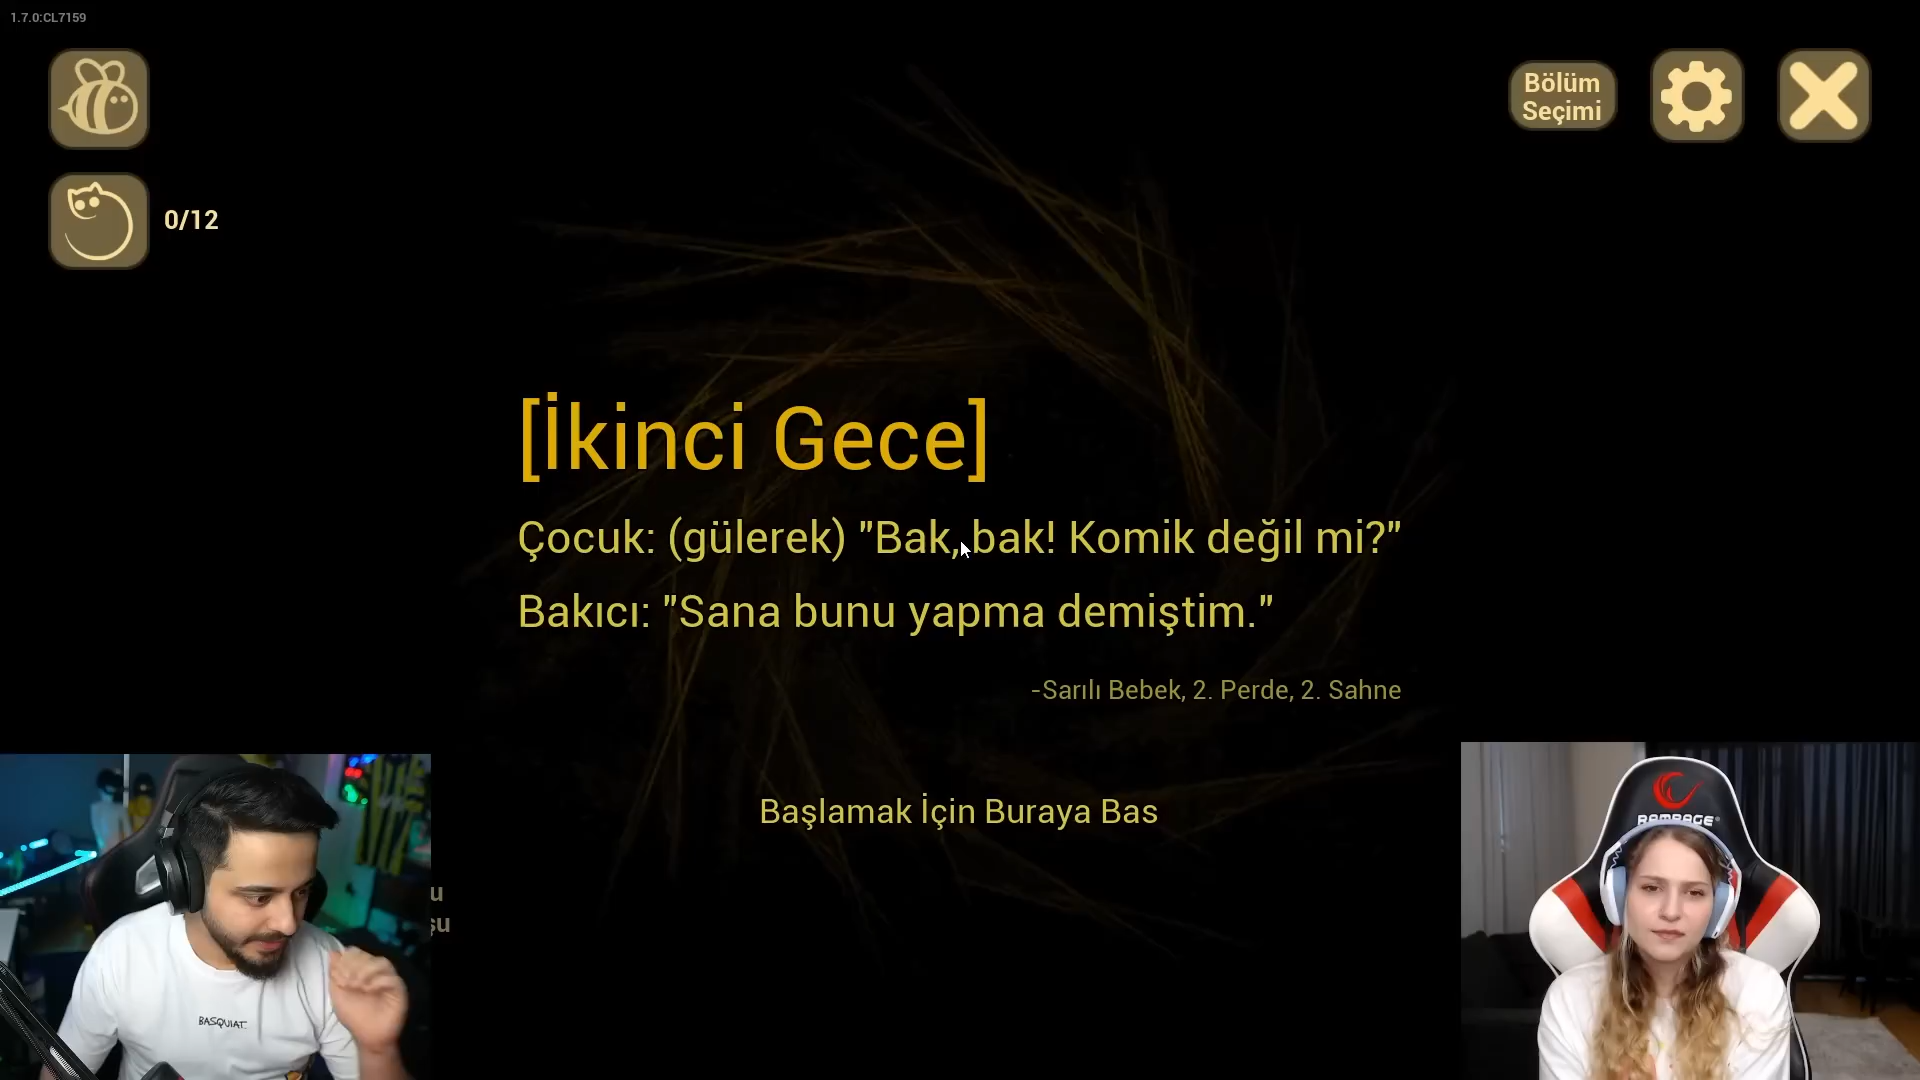 1.7.0:CL7159
Bölüm
Seçimi
0/12
[İkinci Gece]
Çocuk: (gülerek) "Bak, bak! Komik değil mi?"
Bakıcı: "Sana bunu yapma demiştim."
-Sarılı Bebek, 2. Perde, 2. Sahne
Başlamak İçin Buraya Bas
u
şu
RAMPAGE
BASQUIAT